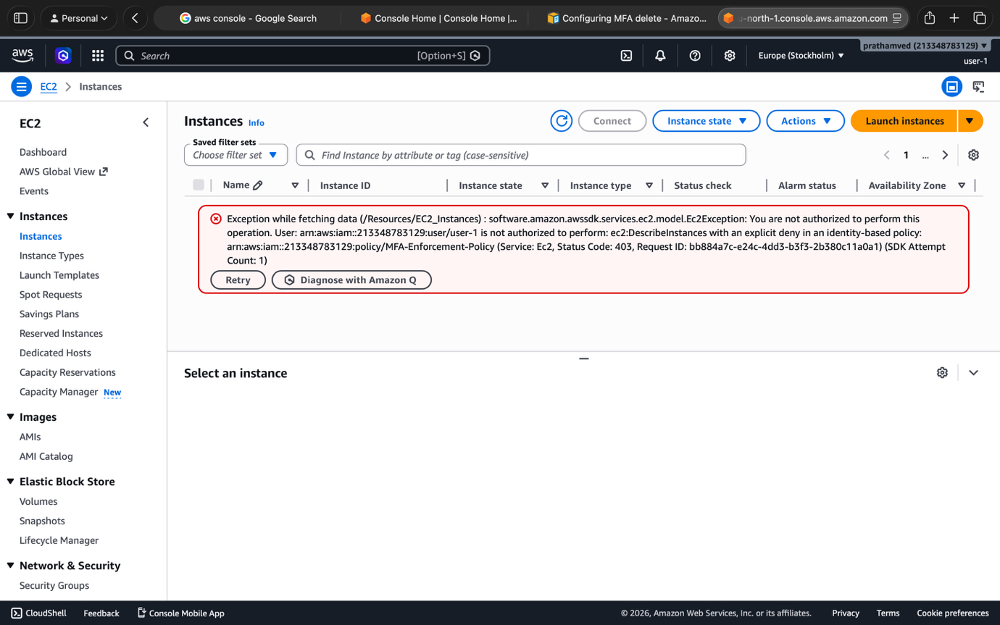 Personal
aws console - Google Search
Console Home | Console Home |...
Configuring MFA delete - Amazo...
u-north-1.console.aws.amazon.com
aws
Search
[Option+S]
Europe (Stockholm)
prathamved (213348783129)
user-1
EC2
Instances
EC2
Dashboard
AWS Global View
Events
Instances
Instances
Instance Types
Launch Templates
Spot Requests
Savings Plans
Reserved Instances
Dedicated Hosts
Capacity Reservations
Capacity Manager New
Images
AMIs
AMI Catalog
Elastic Block Store
Volumes
Snapshots
Lifecycle Manager
Network & Security
Security Groups
Instances Info
Connect
Instance state
Actions
Launch instances
Saved filter sets
Choose filter set
Find Instance by attribute or tag (case-sensitive)
1
...
Name
Instance ID
Instance state
Instance type
Status check
Alarm status
Availability Zone
Exception while fetching data (/Resources/EC2_Instances) : software.amazon.awssdk.services.ec2.model.Ec2Exception: You are not authorized to perform this
operation. User: arn:aws:iam::213348783129:user/user-1 is not authorized to perform: ec2:DescribeInstances with an explicit deny in an identity-based policy:
arn:aws:iam::213348783129:policy/MFA-Enforcement-Policy (Service: Ec2, Status Code: 403, Request ID: bb884a7c-e24c-4dd3-b3f3-2b380c11a0a1) (SDK Attempt
Count: 1)
Retry
Diagnose with Amazon Q
Select an instance
CloudShell
Feedback
Console Mobile App
© 2026, Amazon Web Services, Inc. or its affiliates.
Privacy
Terms
Cookie preferences